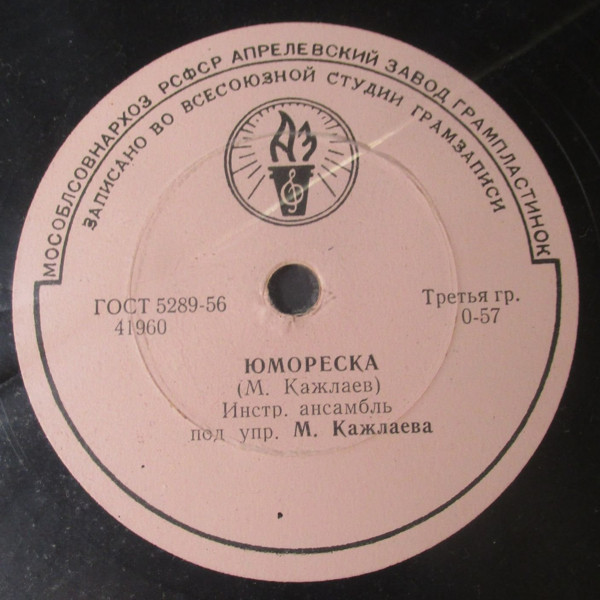 МОСОБЛСОВНАРХОЗ РСФСР АПРЕЛЕВСКИЙ ЗАВОД ГРАМПЛАСТИНОК
ЗАПИСАНО ВО ВСЕСОЮЗНОЙ СТУДИИ ГРАМЗАПИСИ
АЗ
ГОСТ 5289-56
41960
Третья гр.
0-57
ЮМОРЕСКА
(М. Кажлаев)
Инстр. ансамбль
под упр. М. Кажлаева